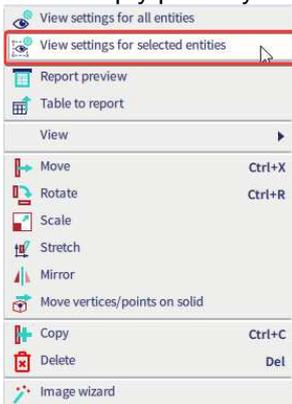 View settings for all entities
View settings for selected entities
Report preview
Table to report
View
Move Ctrl+X
Rotate Ctrl+R
Scale
Stretch
Mirror
Move vertices/points on solid
Copy Ctrl+C
Delete Del
Image wizard